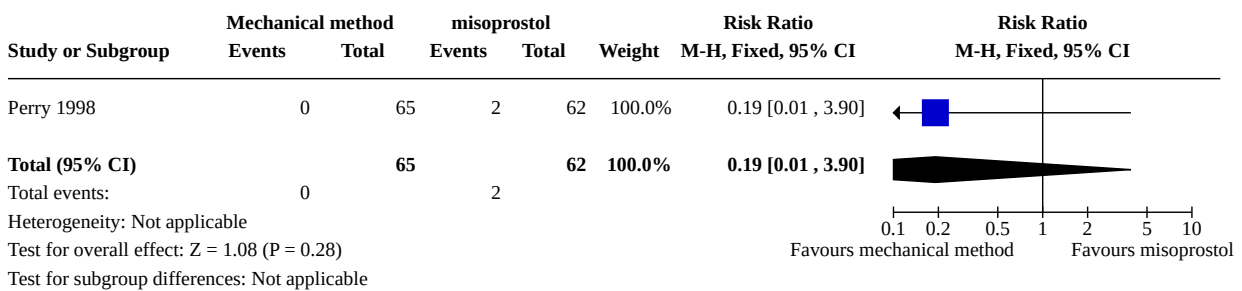 Mechanical method misoprostol Risk Ratio Risk Ratio
Study or Subgroup Events Total Events Total Weight M-H, Fixed, 95% CI M-H, Fixed, 95% CI
Perry 1998 0 65 2 62 100.0% 0.19 [0.01 , 3.90]
Total (95% CI) 65 62 100.0% 0.19 [0.01 , 3.90]
Total events: 0 2
Heterogeneity: Not applicable
0.1 0.2 0.5 1 2 5 10
Test for overall effect: Z = 1.08 (P = 0.28) Favours mechanical method Favours misoprostol
Test for subgroup differences: Not applicable